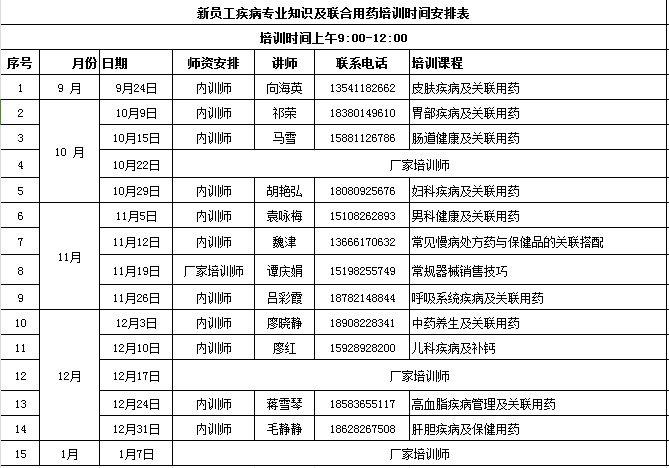 新员工疾病专业知识及联合用药培训时间安排表
培训时间上午9:00-12:00
序号 月份 日期 师资安排 讲师 联系电话 培训课程
1 9 月 9月24日 内训师 向海英 13541182662 皮肤疾病及关联用药
2 10 月 10月9日 内训师 祁荣 18380149610 胃部疾病及关联用药
3 10月15日 内训师 马雪 15881126786 肠道健康及关联用药
4 10月22日 厂家培训师
5 10月29日 内训师 胡艳弘 18080925676 妇科疾病及关联用药
6 11月 11月5日 内训师 袁咏梅 15108262893 男科健康及关联用药
7 11月12日 内训师 魏津 13666170632 常见慢病处方药与保健品的关联搭配
8 11月19日 厂家培训师 谭庆娟 15198255749 常规器械销售技巧
9 11月26日 内训师 吕彩霞 18782148844 呼吸系统疾病及关联用药
10 12月 12月3日 内训师 廖晓静 18908228341 中药养生及关联用药
11 12月10日 内训师 廖红 15928928200 儿科疾病及补钙
12 12月17日 厂家培训师
13 12月24日 内训师 蒋雪琴 18583655117 高血脂疾病管理及关联用药
14 12月31日 内训师 毛静静 18628267508 肝胆疾病及保健用药
15 1月 1月7日 厂家培训师